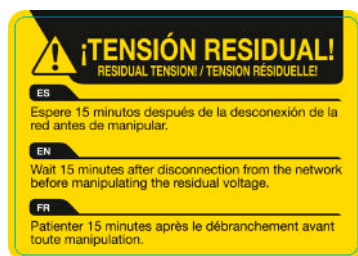 ¡TENSIÓN RESIDUAL!
RESIDUAL TENSION! / TENSION RÉSIDUELLE!
ES
Espere 15 minutos después de la desconexión de la
red antes de manipular.
EN
Wait 15 minutes after disconnection from the network
before manipulating the residual voltage.
FR
Patienter 15 minutes après le débranchement avant
toute manipulation.